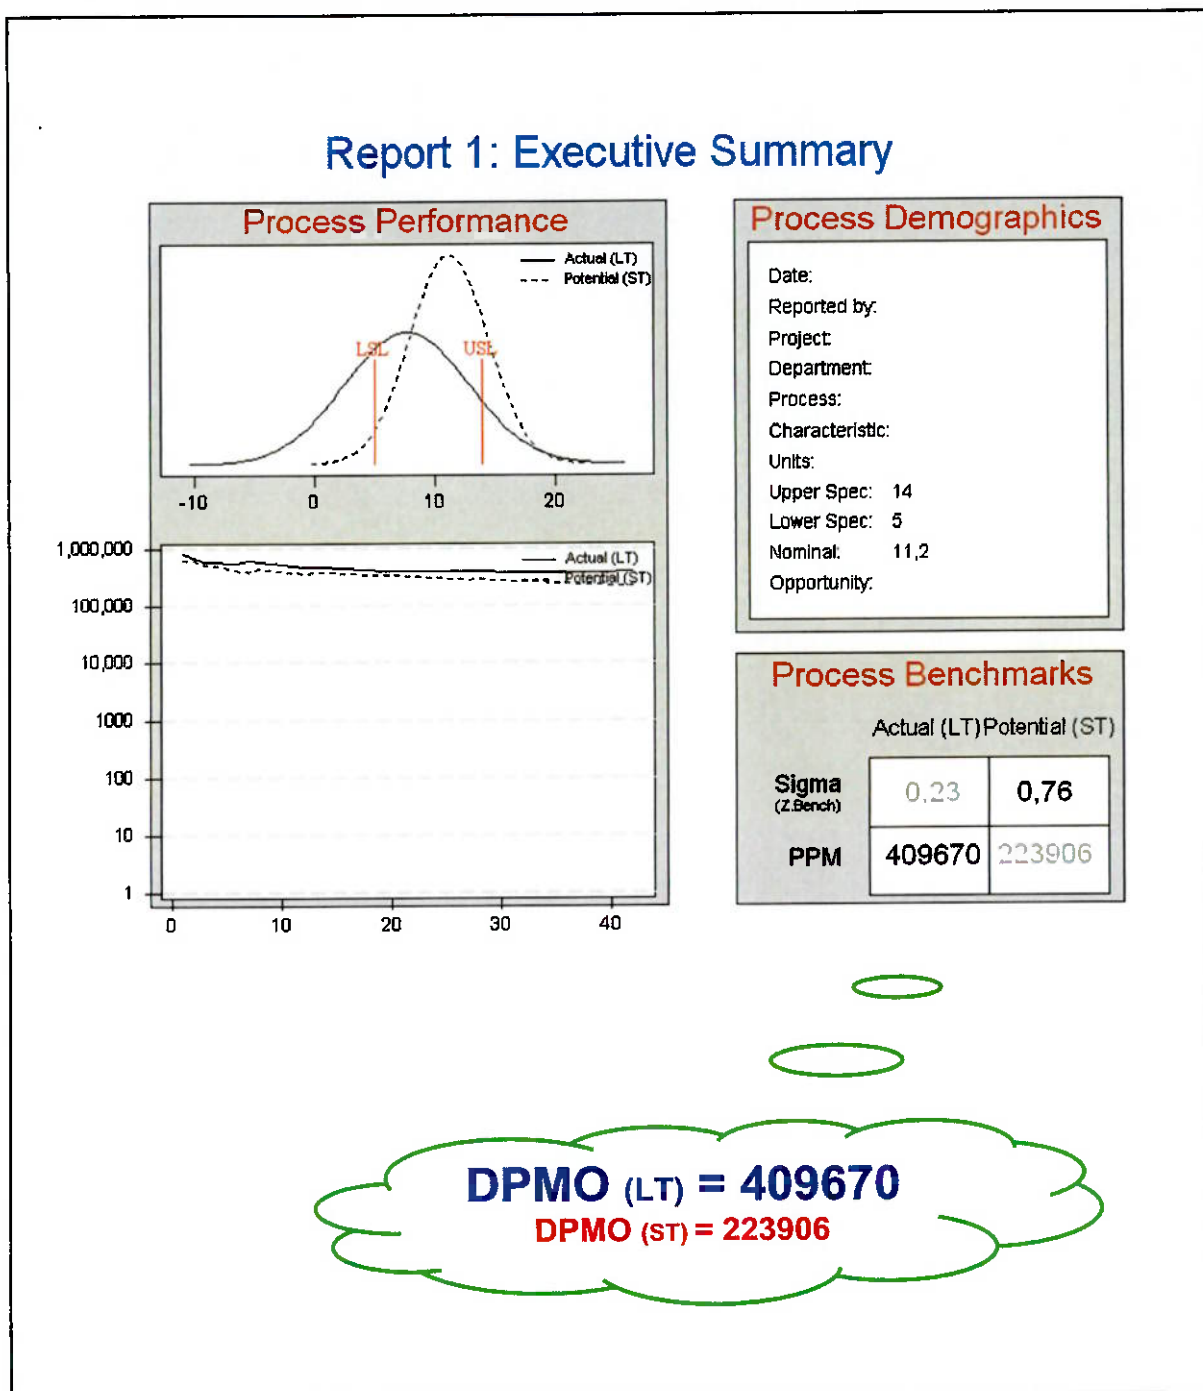 Report 1: Executive Summary
Process Performance
Actual (LT)
Potential (ST)
LSL
USL
-10
0
10
20
1,000,000
100,000
10,000
1000
100
10
1
Actual (LT)
Potential (ST)
0
10
20
30
40
Process Demographics
Date:
Reported by:
Project:
Department:
Process:
Characteristic:
Units:
Upper Spec: 14
Lower Spec: 5
Nominal: 11,2
Opportunity:
Process Benchmarks
Actual (LT) Potential (ST)
Sigma 0,23 0,76
(Z.Bench)
PPM 409670 223906
DPMO (LT) = 409670
DPMO (ST) = 223906